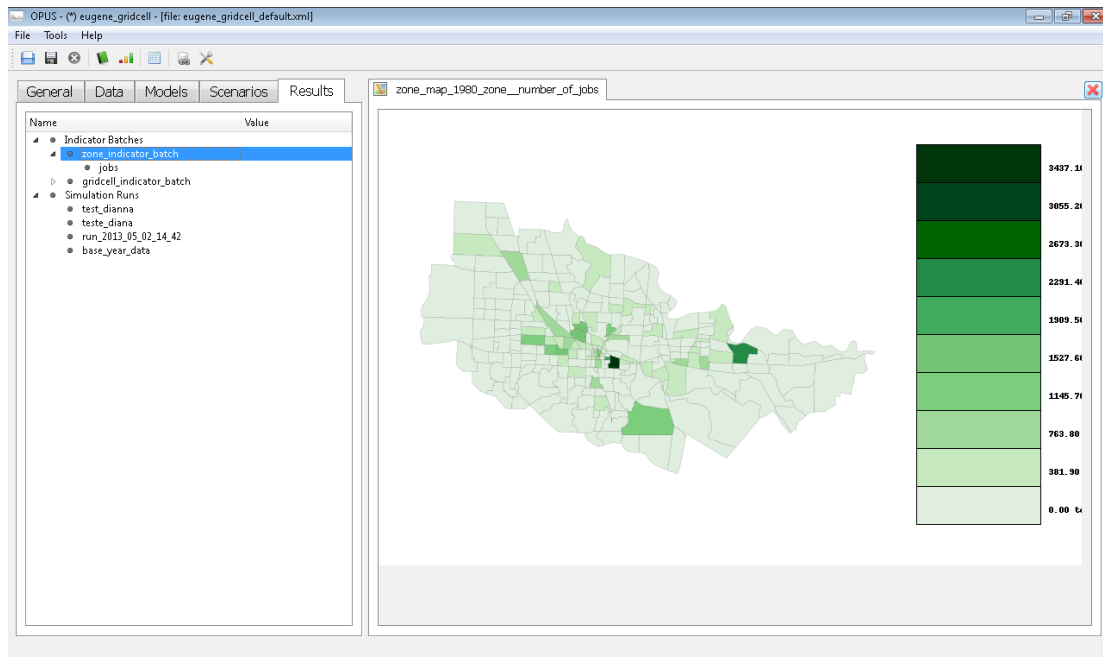 OPUS - (*) eugene_gridcell - [file: eugene_gridcell_default.xml]
File Tools Help
General Data Models Scenarios Results
zone_map_1980_zone__number_of_jobs
Name Value
Indicator Batches
zone_indicator_batch
jobs
gridcell_indicator_batch
Simulation Runs
test_dianna
teste_diana
run_2013_05_02_14_42
base_year_data
3437.10
3055.20
2673.30
2291.40
1909.50
1527.60
1145.70
763.80
381.90
0.00